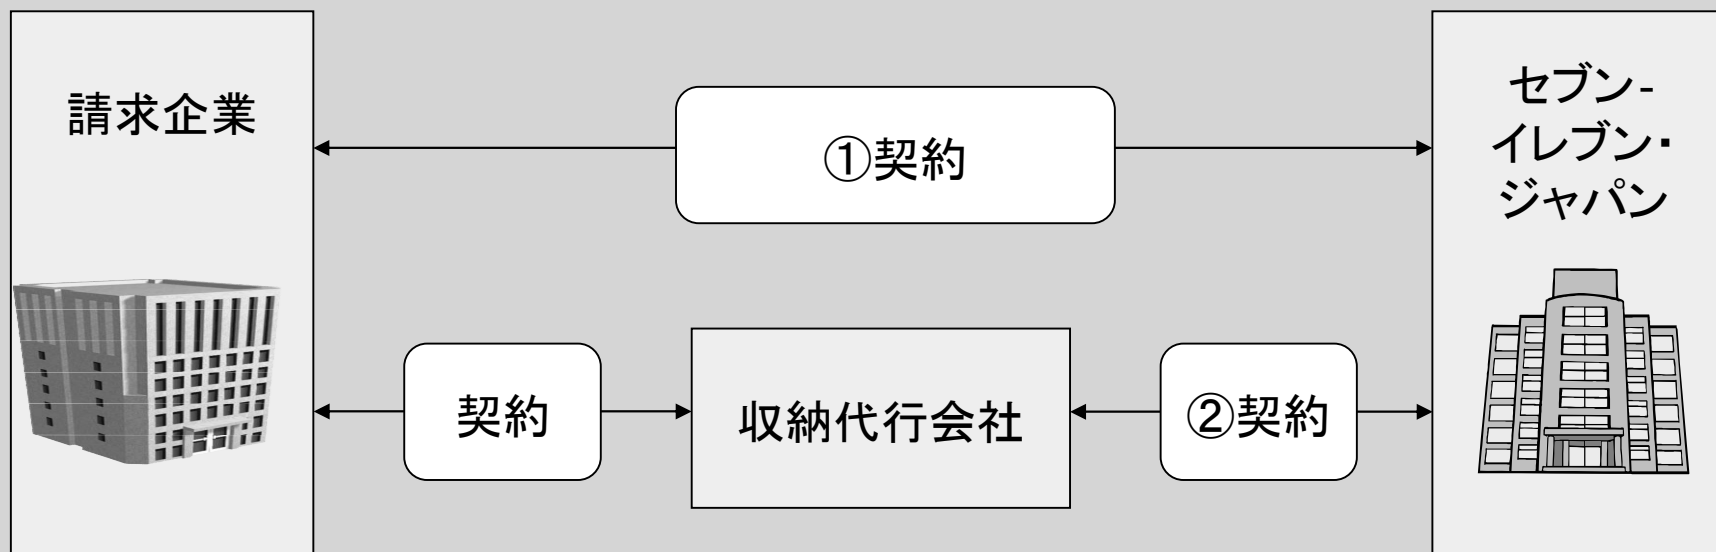 請求企業
①契約
セブン-
イレブン・
ジャパン
契約
収納代行会社
②契約